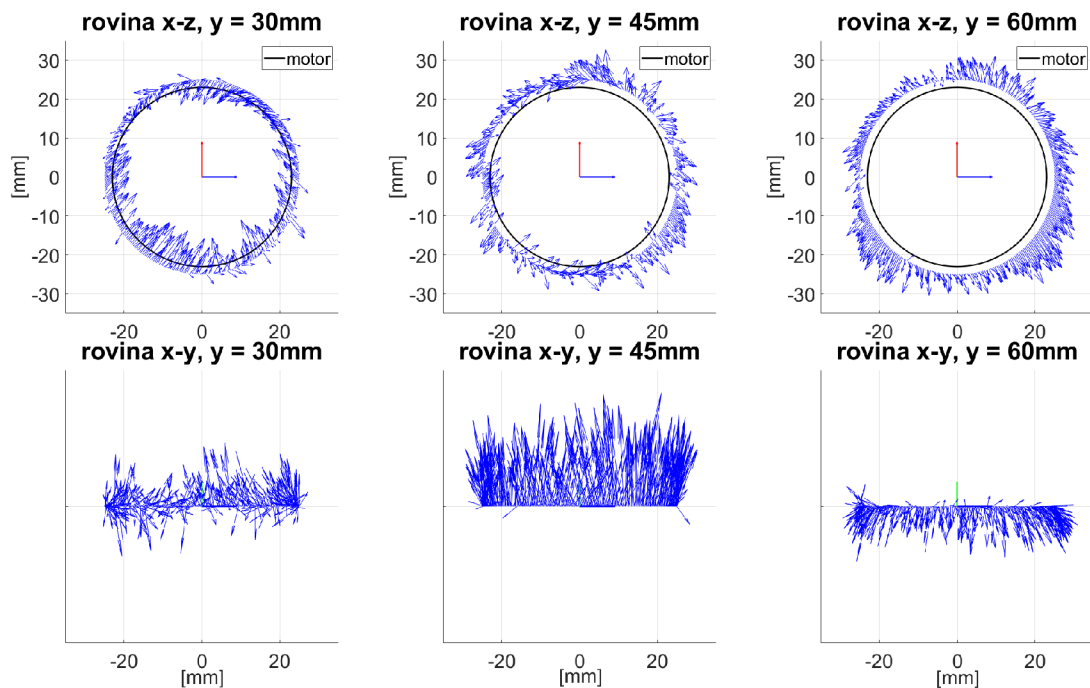 rovina x-z, y = 30mm
rovina x-z, y = 45mm
rovina x-z, y = 60mm
motor
motor
motor
30
20
10
0
-10
-20
-30
[mm]
30
20
10
0
-10
-20
-30
[mm]
30
20
10
0
-10
-20
-30
[mm]
-20 0 20
-20 0 20
-20 0 20
rovina x-y, y = 30mm
rovina x-y, y = 45mm
rovina x-y, y = 60mm
-20 0 20
[mm]
-20 0 20
[mm]
-20 0 20
[mm]